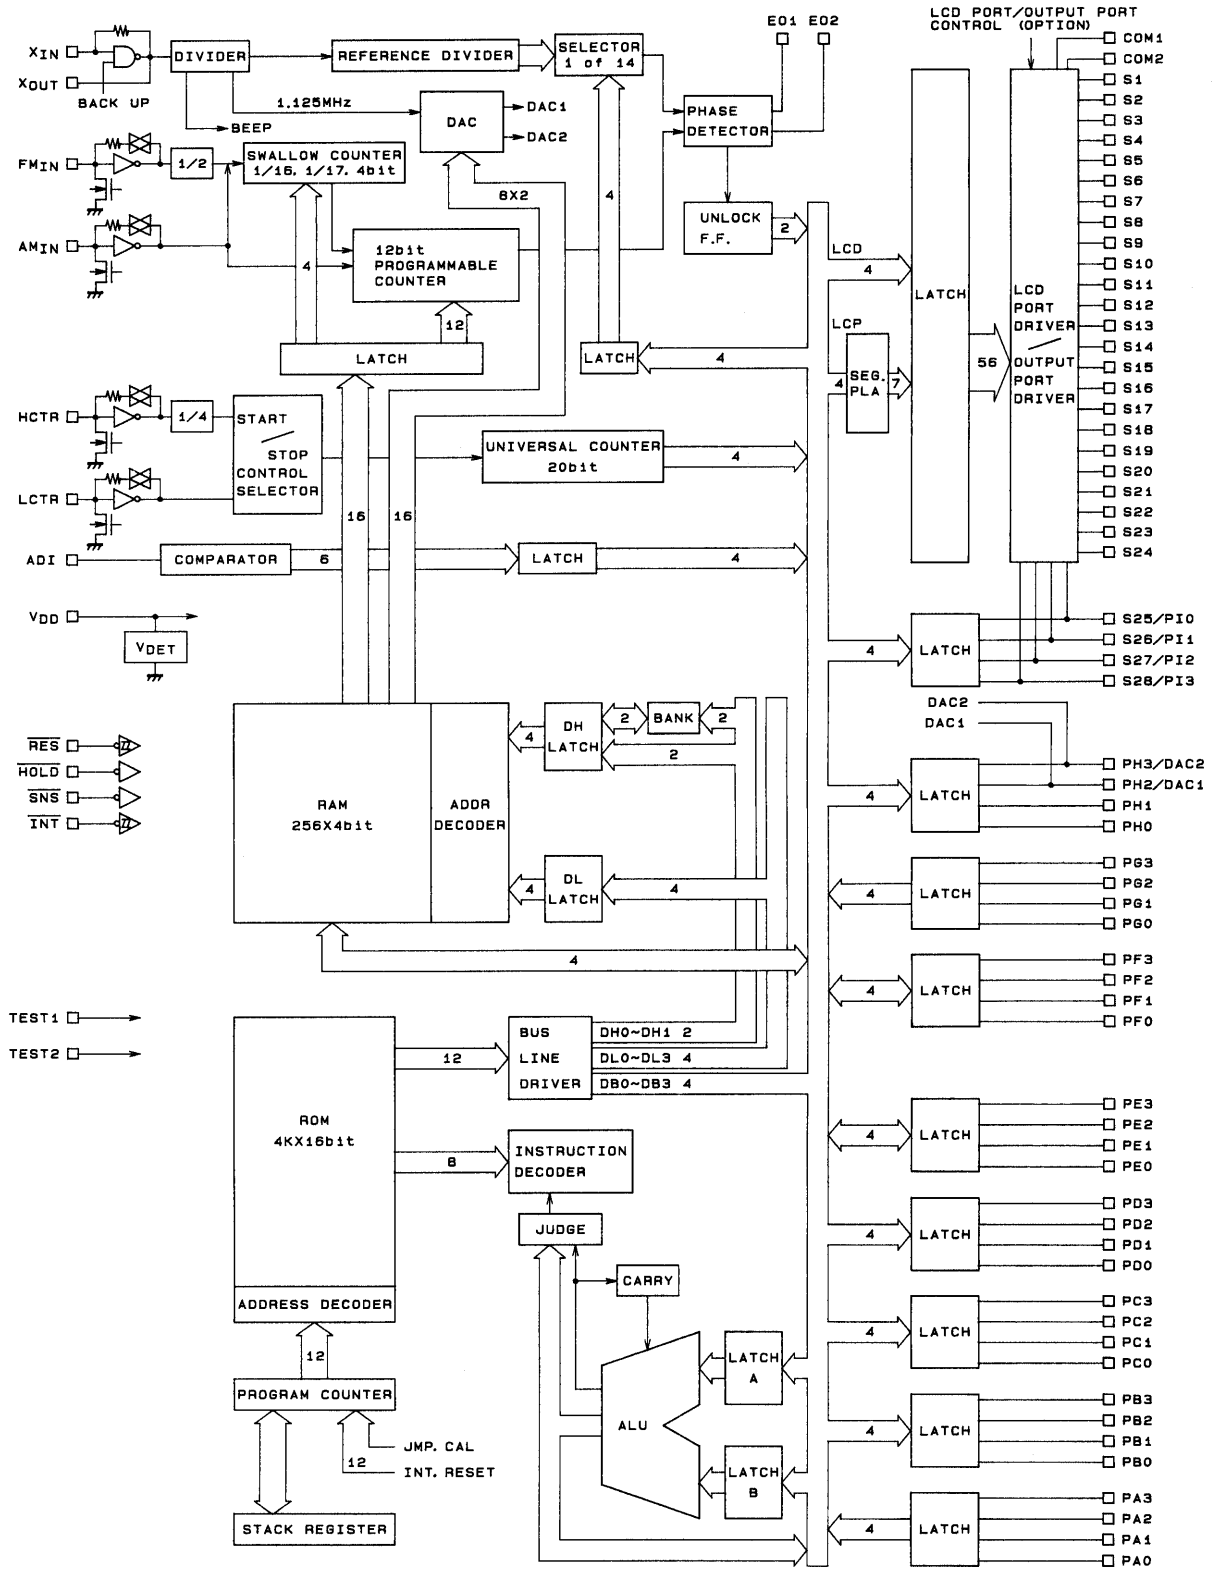 LCD PORT/OUTPUT PORT
CONTROL (OPTION)
EO1 EO2
XIN
XOUT
BACK UP
DIVIDER
REFERENCE DIVIDER
SELECTOR
1 of 14
1.125MHz
BEEP
DAC
DAC1
DAC2
PHASE
DETECTOR
FMIN
1/2
SWALLOW COUNTER
1/16, 1/17, 4bit
8X2
4
UNLOCK
F.F.
2
AMIN
4
12bit
PROGRAMMABLE
COUNTER
12
LATCH
LATCH
4
LCD
4
LCP
4
SEG.
PLA
7
LATCH
56
LCD
PORT
DRIVER
OUTPUT
PORT
DRIVER
COM1
COM2
S1
S2
S3
S4
S5
S6
S7
S8
S9
S10
S11
S12
S13
S14
S15
S16
S17
S18
S19
S20
S21
S22
S23
S24
HCTR
1/4
START
STOP
CONTROL
SELECTOR
UNIVERSAL COUNTER
20bit
4
LCTR
16
16
ADI
COMPARATOR
6
LATCH
4
VDD
VDET
4
LATCH
S25/PI0
S26/PI1
S27/PI2
S28/PI3
DAC2
DAC1
RES
HOLD
SNS
INT
RAM
256X4bit
ADDR
DECODER
4
DH
LATCH
2
BANK
2
2
4
DL
LATCH
4
4
4
LATCH
PH3/DAC2
PH2/DAC1
PH1
PH0
4
LATCH
PG3
PG2
PG1
PG0
4
LATCH
PF3
PF2
PF1
PF0
TEST1
TEST2
ROM
4KX16bit
12
BUS
LINE
DRIVER
DH0~DH1 2
DL0~DL3 4
DB0~DB3 4
8
INSTRUCTION
DECODER
JUDGE
CARRY
4
LATCH
PE3
PE2
PE1
PE0
4
LATCH
PD3
PD2
PD1
PD0
ADDRESS DECODER
12
PROGRAM COUNTER
JMP. CAL
12
INT. RESET
STACK REGISTER
ALU
LATCH
A
LATCH
B
4
LATCH
PC3
PC2
PC1
PC0
4
LATCH
PB3
PB2
PB1
PB0
4
LATCH
PA3
PA2
PA1
PA0